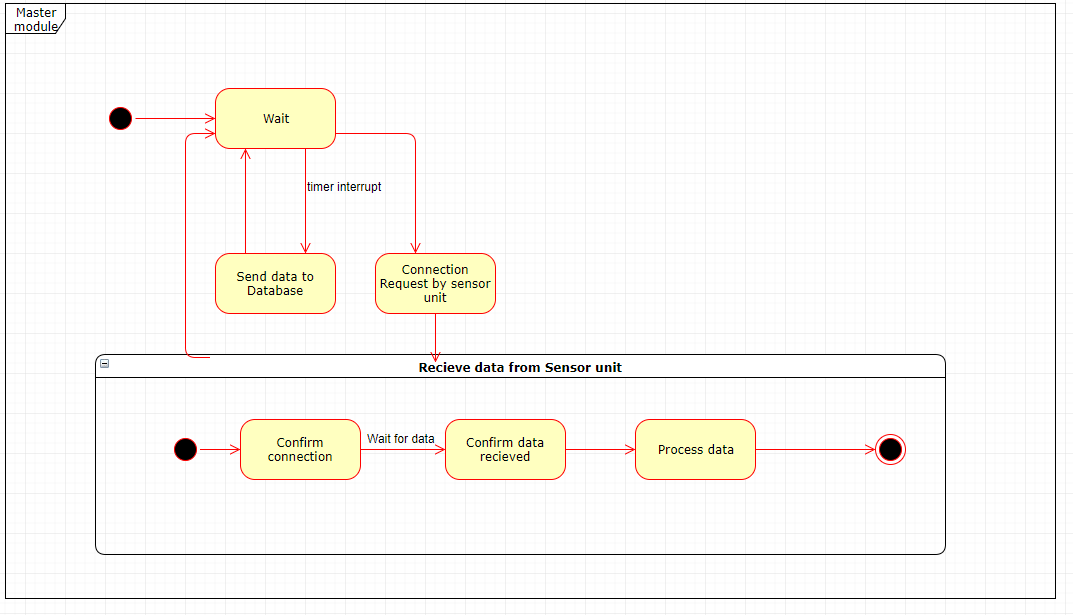 Master
module
Wait
timer interrupt
Send data to
Database
Connection
Request by sensor
unit
Recieve data from Sensor unit
Confirm
connection
Wait for data
Confirm data
recieved
Process data